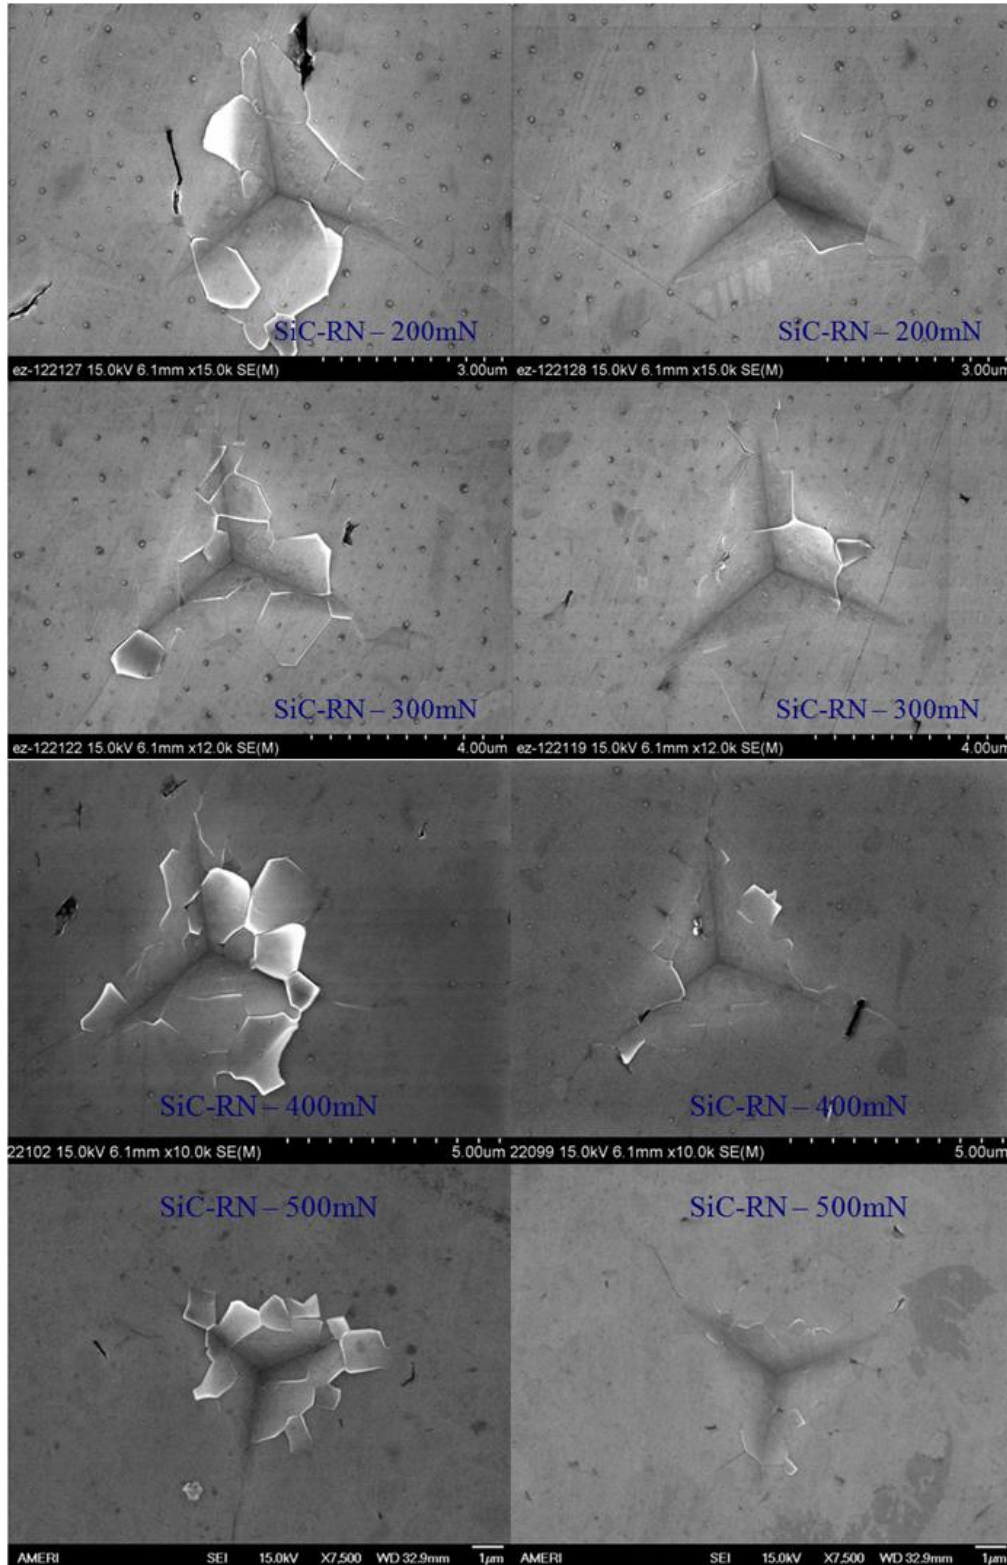 SiC-RN – 200mN
SiC-RN – 200mN
ez-122127 15.0kV 6.1mm x15.0k SE(M) 3.00um
ez-122128 15.0kV 6.1mm x15.0k SE(M) 3.00um
SiC-RN – 300mN
SiC-RN – 300mN
ez-122122 15.0kV 6.1mm x12.0k SE(M) 4.00um
ez-122119 15.0kV 6.1mm x12.0k SE(M) 4.00um
SiC-RN – 400mN
SiC-RN – 400mN
22102 15.0kV 6.1mm x10.0k SE(M) 5.00um
22099 15.0kV 6.1mm x10.0k SE(M) 5.00um
SiC-RN – 500mN
SiC-RN – 500mN
AMERI SEI 15.0kV X7,500 WD 32.9mm 1µm
AMERI SEI 15.0kV X7,500 WD 32.9mm 1µm